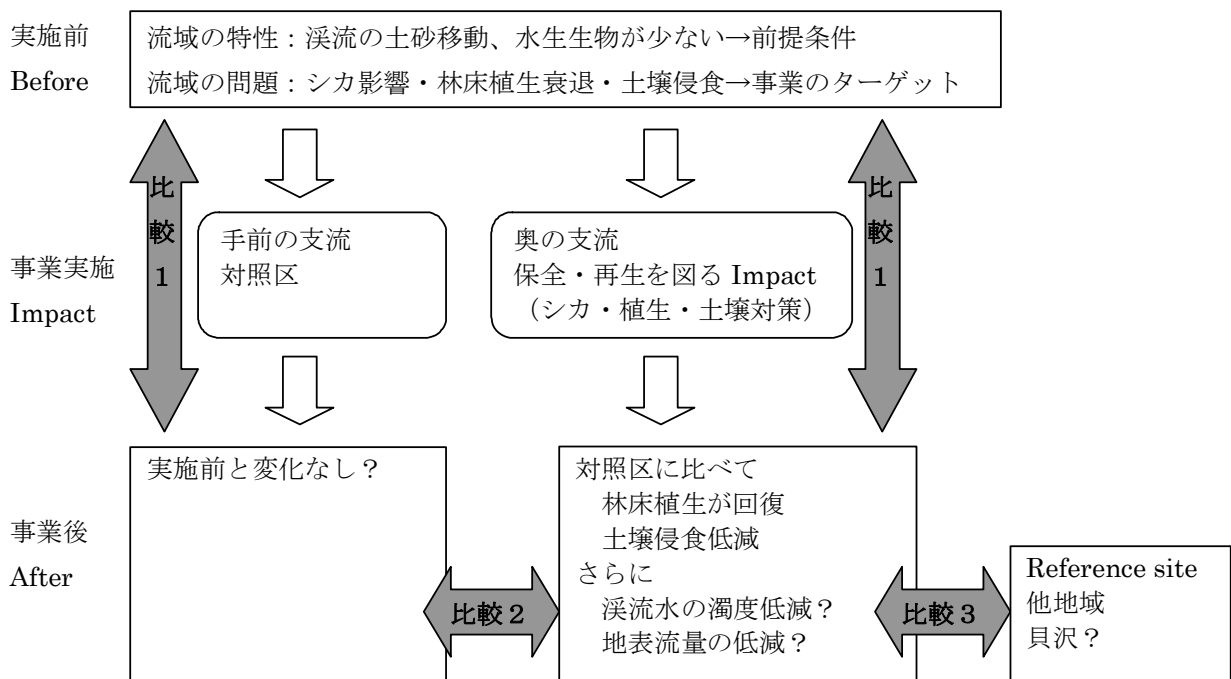 実施前
Before
流域の特性：渓流の土砂移動、水生生物が少ない→前提条件
流域の問題：シカ影響・林床植生衰退・土壌侵食→事業のターゲット
比較１
比較１
事業実施
Impact
手前の支流
対照区
奥の支流
保全・再生を図る Impact
（シカ・植生・土壌対策）
事業後
After
実施前と変化なし？
対照区に比べて
林床植生が回復
土壌侵食低減
さらに
渓流水の濁度低減？
地表流量の低減？
比較２
比較３
Reference site
他地域
貝沢？